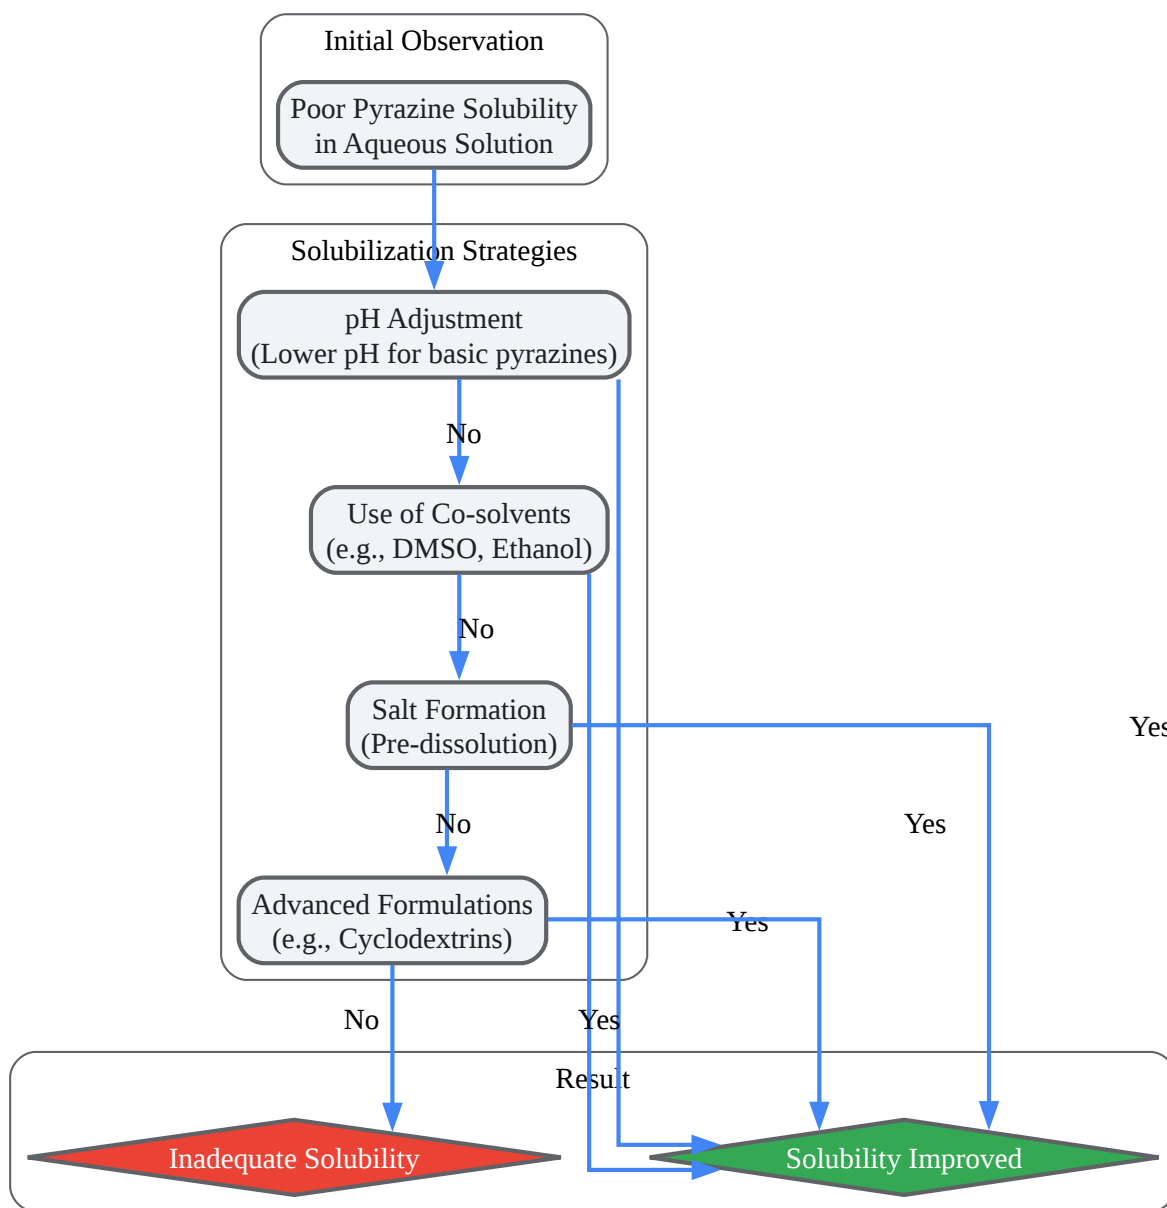 Initial Observation
Poor Pyrazine Solubility
in Aqueous Solution
Solubilization Strategies
pH Adjustment
(Lower pH for basic pyrazines)
No
Use of Co-solvents
(e.g., DMSO, Ethanol)
No
Salt Formation
(Pre-dissolution)
Yes
No
Yes
Advanced Formulations
(e.g., Cyclodextrins)
Yes
No
Yes
Result
Inadequate Solubility
Solubility Improved